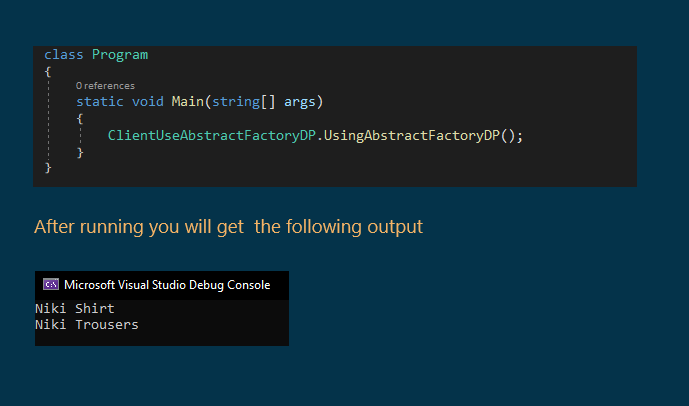 class Program
{
0 references
static void Main(string[] args)
{
ClientUseAbstractFactoryDP.UsingAbstractFactoryDP();
}
}
After running you will get  the following output
C:\ Microsoft Visual Studio Debug Console
Niki Shirt
Niki Trousers